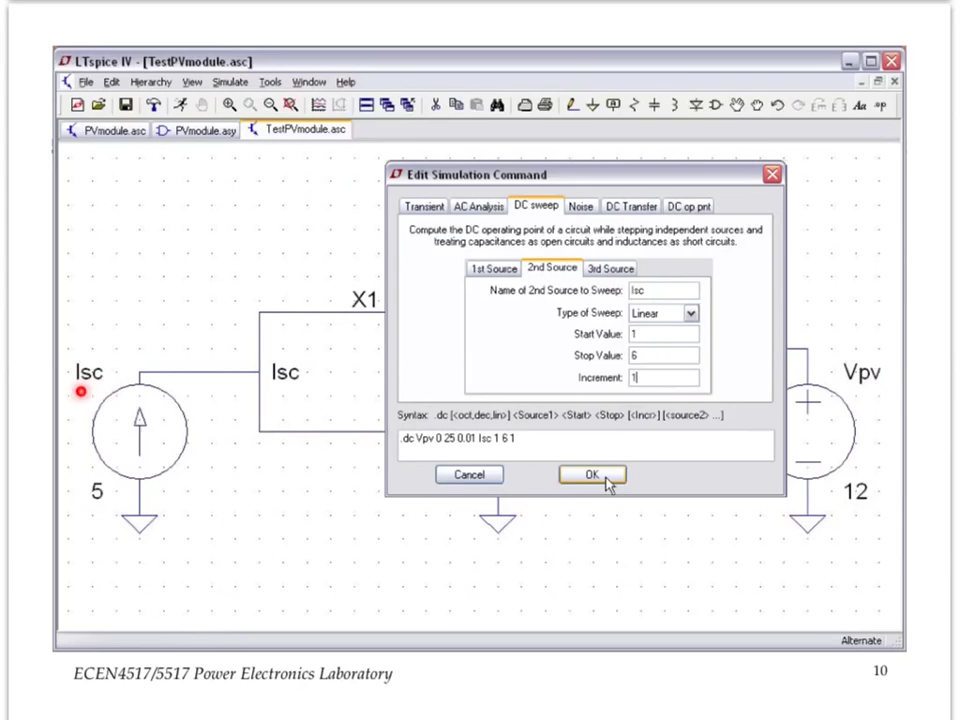 LTspice IV - [TestPVmodule.asc]
File Edit Hierarchy View Simulate Tools Window Help
PVmodule.asc PVmodule.asy TestPVmodule.asc
Edit Simulation Command
Transient AC Analysis DC sweep Noise DC Transfer DC op pnt
Compute the DC operating point of a circuit while stepping independent sources and
treating capacitances as open circuits and inductances as short circuits.
1st Source 2nd Source 3rd Source
Name of 2nd Source to Sweep: Isc
Type of Sweep: Linear
Start Value: 1
Stop Value: 6
Increment: 1
Syntax: .dc [<oct,dec,lin>] <Source1> <Start> <Stop> [<Incr>] [<source2> ...]
.dc Vpv 0 25 0.01 Isc 1 6 1
Cancel OK
X1
Isc Isc Vpv
5 12
Alternate
ECEN4517/5517 Power Electronics Laboratory 10